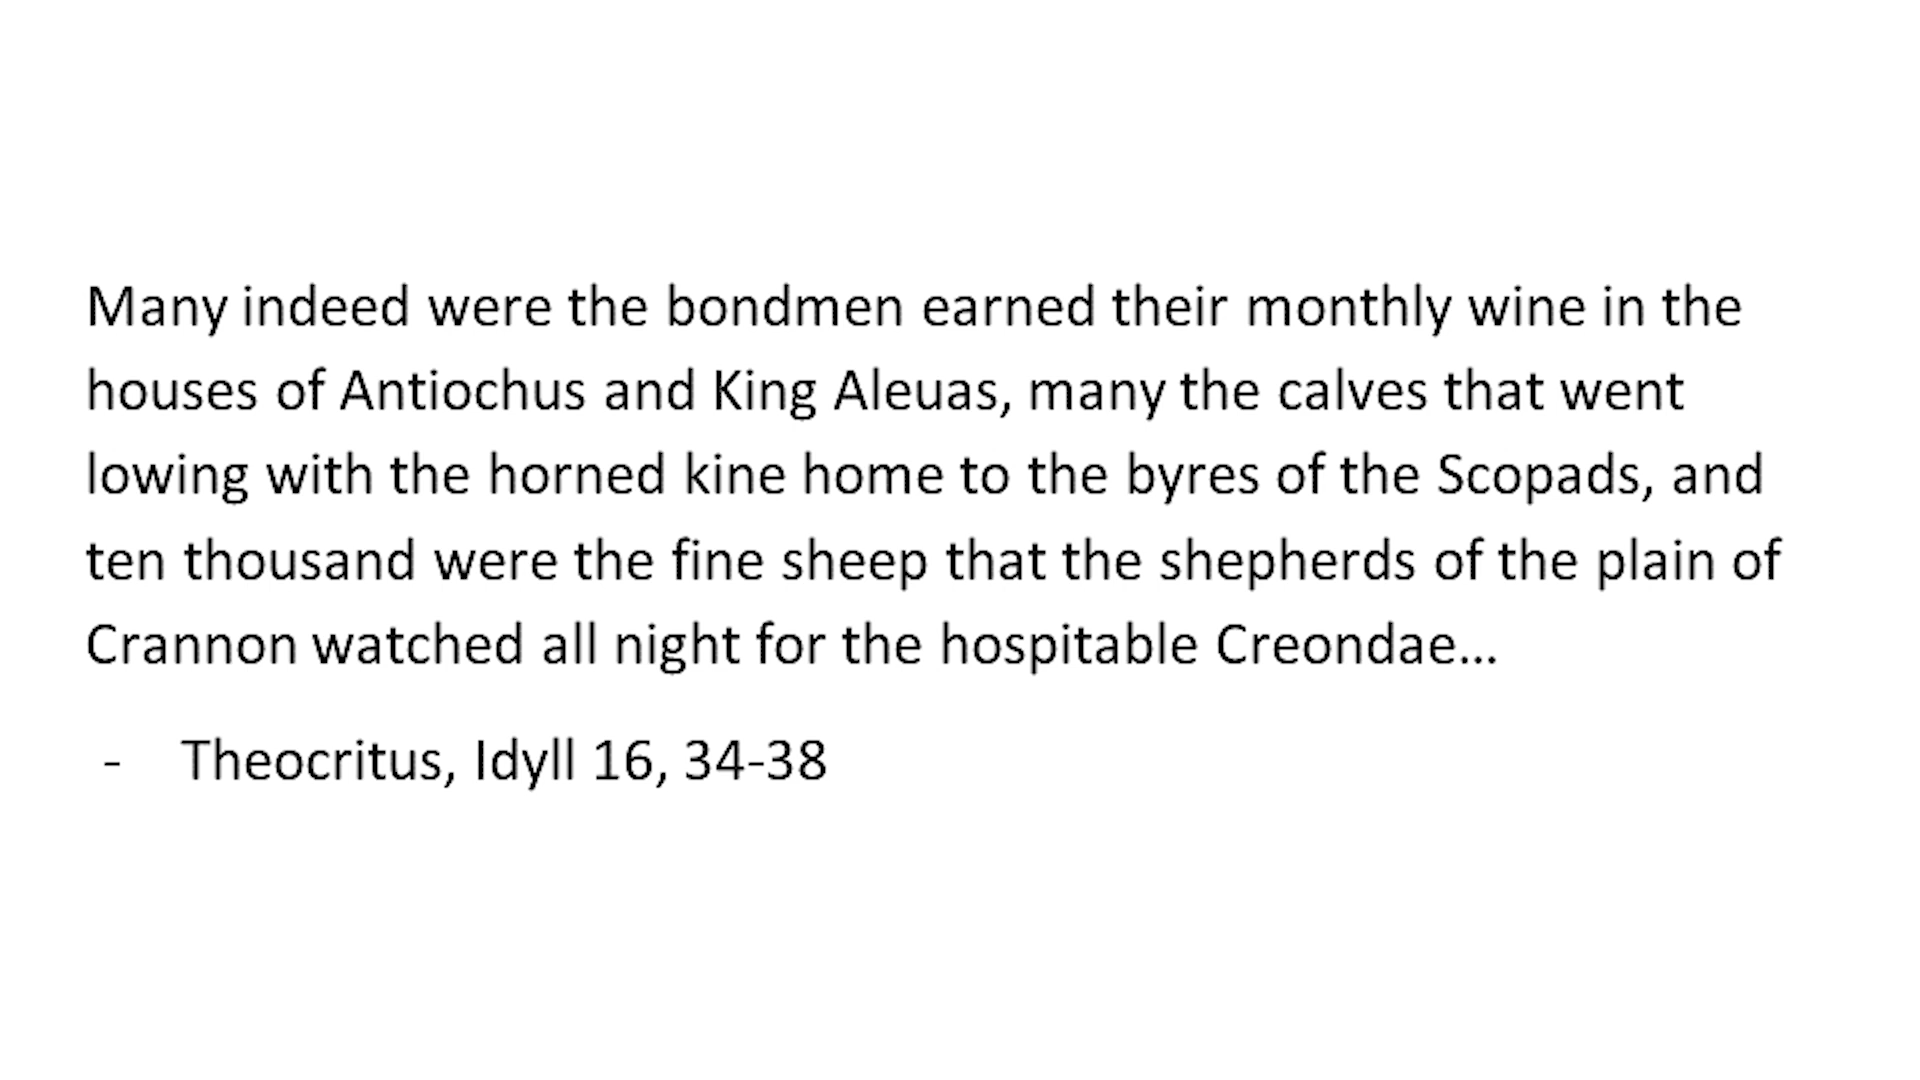 Many indeed were the bondmen earned their monthly wine in the
houses of Antiochus and King Aleuas, many the calves that went
lowing with the horned kine home to the byres of the Scopads, and
ten thousand were the fine sheep that the shepherds of the plain of
Crannon watched all night for the hospitable Creondae...
- Theocritus, Idyll 16, 34-38